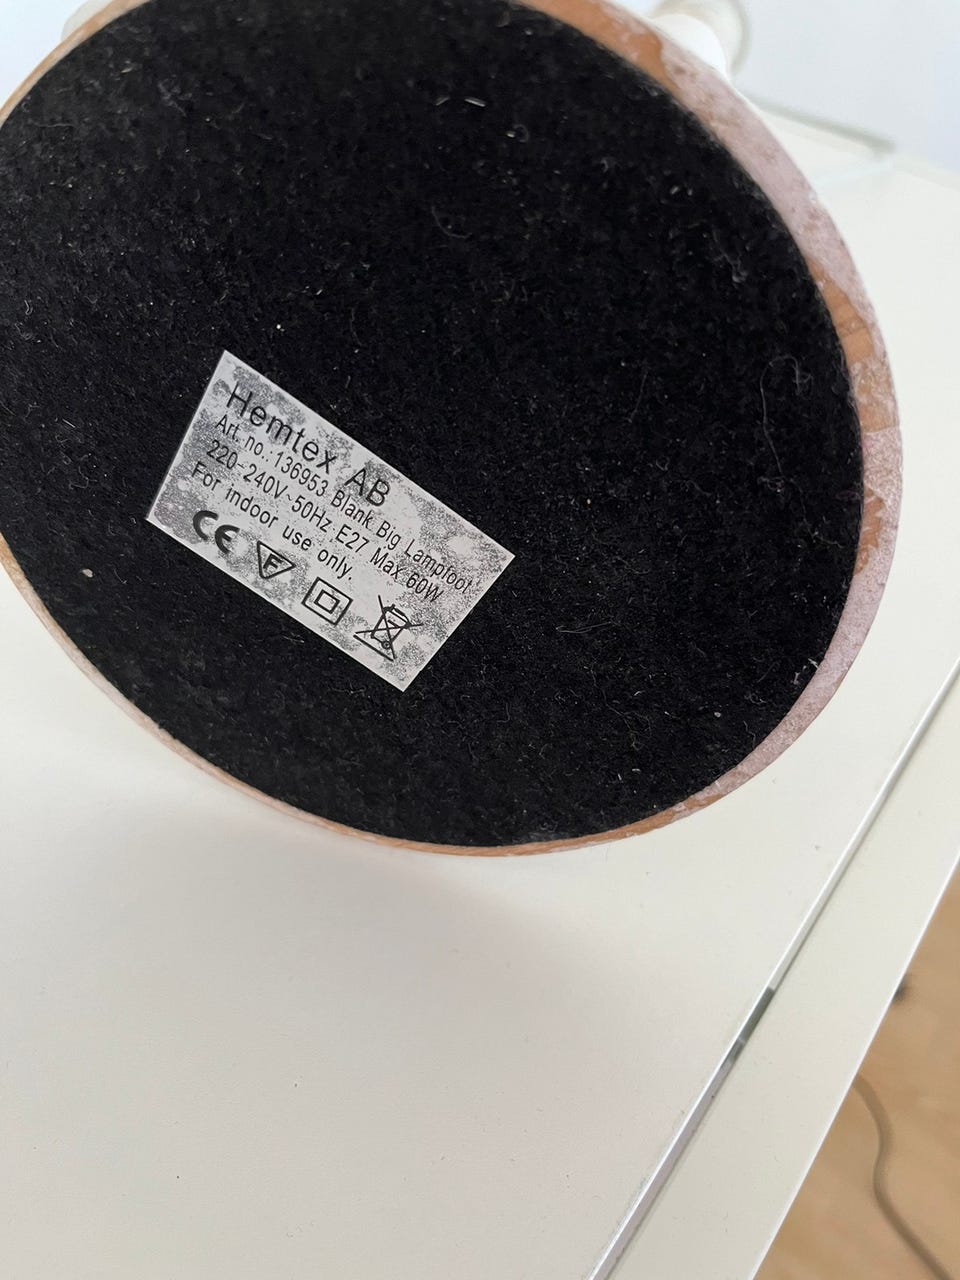 Hemtex AB
Art. no.: 136953 Blank Big Lampfoot
220-240V~50Hz E27 Max 60W
For indoor use only.
CE F